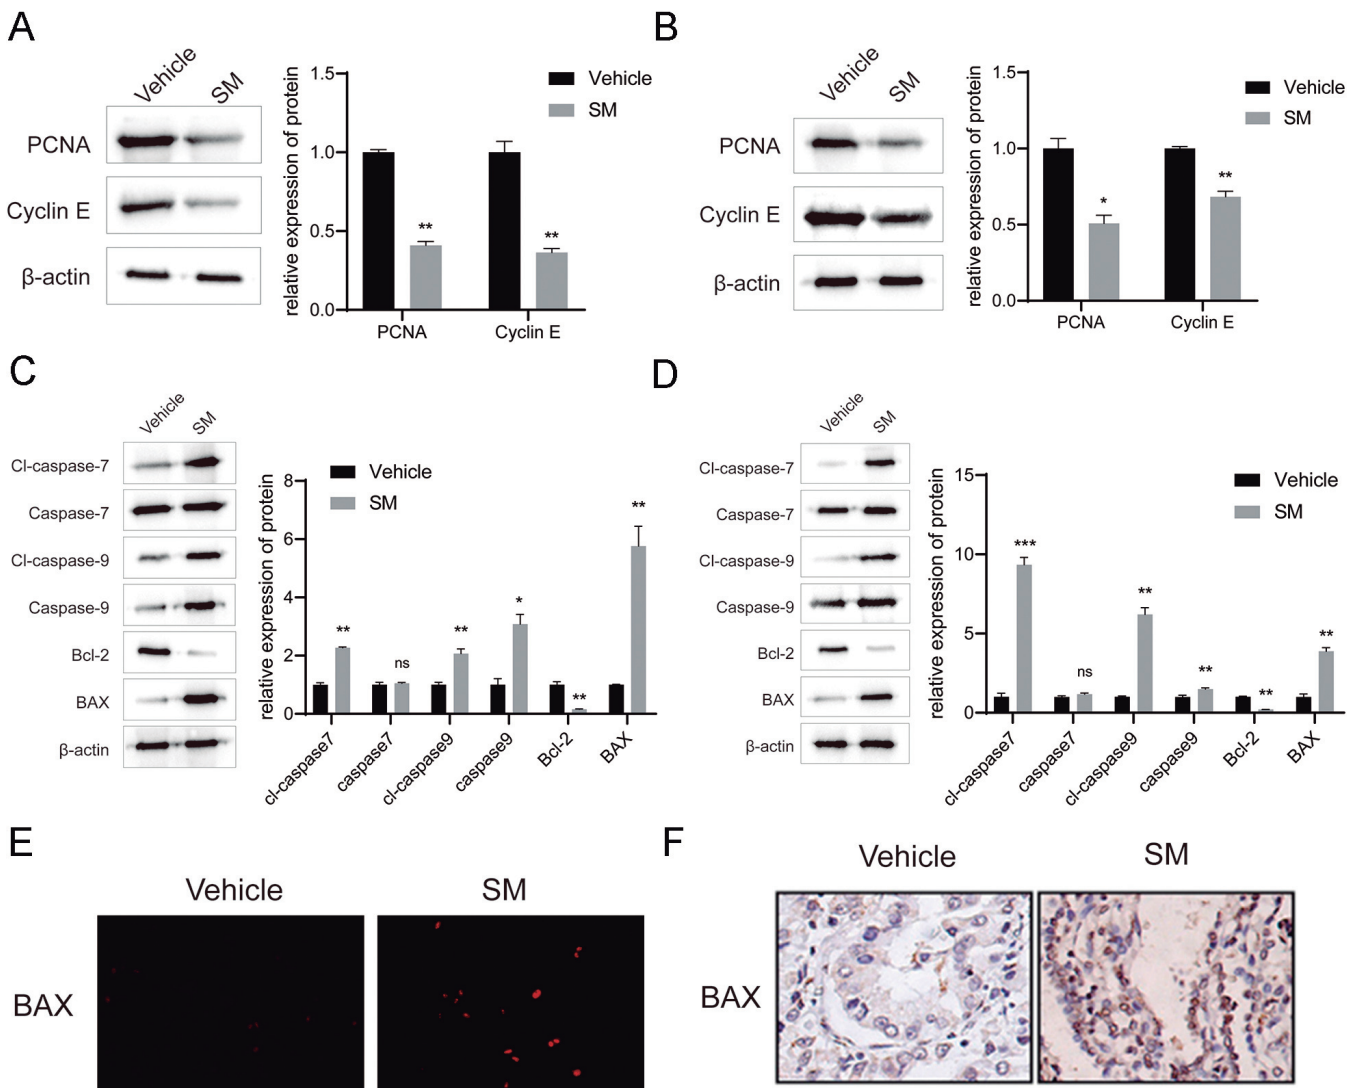 A
Vehicle
SM
PCNA
Cyclin E
β-actin
relative expression of protein
1.5
1.0
0.5
0.0
Vehicle
SM
**
**
PCNA
Cyclin E
B
Vehicle
SM
PCNA
Cyclin E
β-actin
relative expression of protein
1.5
1.0
0.5
0.0
Vehicle
SM
*
**
PCNA
Cyclin E
C
Vehicle
SM
Cl-caspase-7
Caspase-7
Cl-caspase-9
Caspase-9
Bcl-2
BAX
β-actin
relative expression of protein
8
6
4
2
0
Vehicle
SM
**
ns
**
*
**
**
cl-caspase7
caspase7
cl-caspase9
caspase9
Bcl-2
BAX
D
Vehicle
SM
Cl-caspase-7
Caspase-7
Cl-caspase-9
Caspase-9
Bcl-2
BAX
β-actin
relative expression of protein
15
10
5
0
Vehicle
SM
***
ns
**
**
**
**
cl-caspase7
caspase7
cl-caspase9
caspase9
Bcl-2
BAX
E
Vehicle
SM
BAX
F
Vehicle
SM
BAX